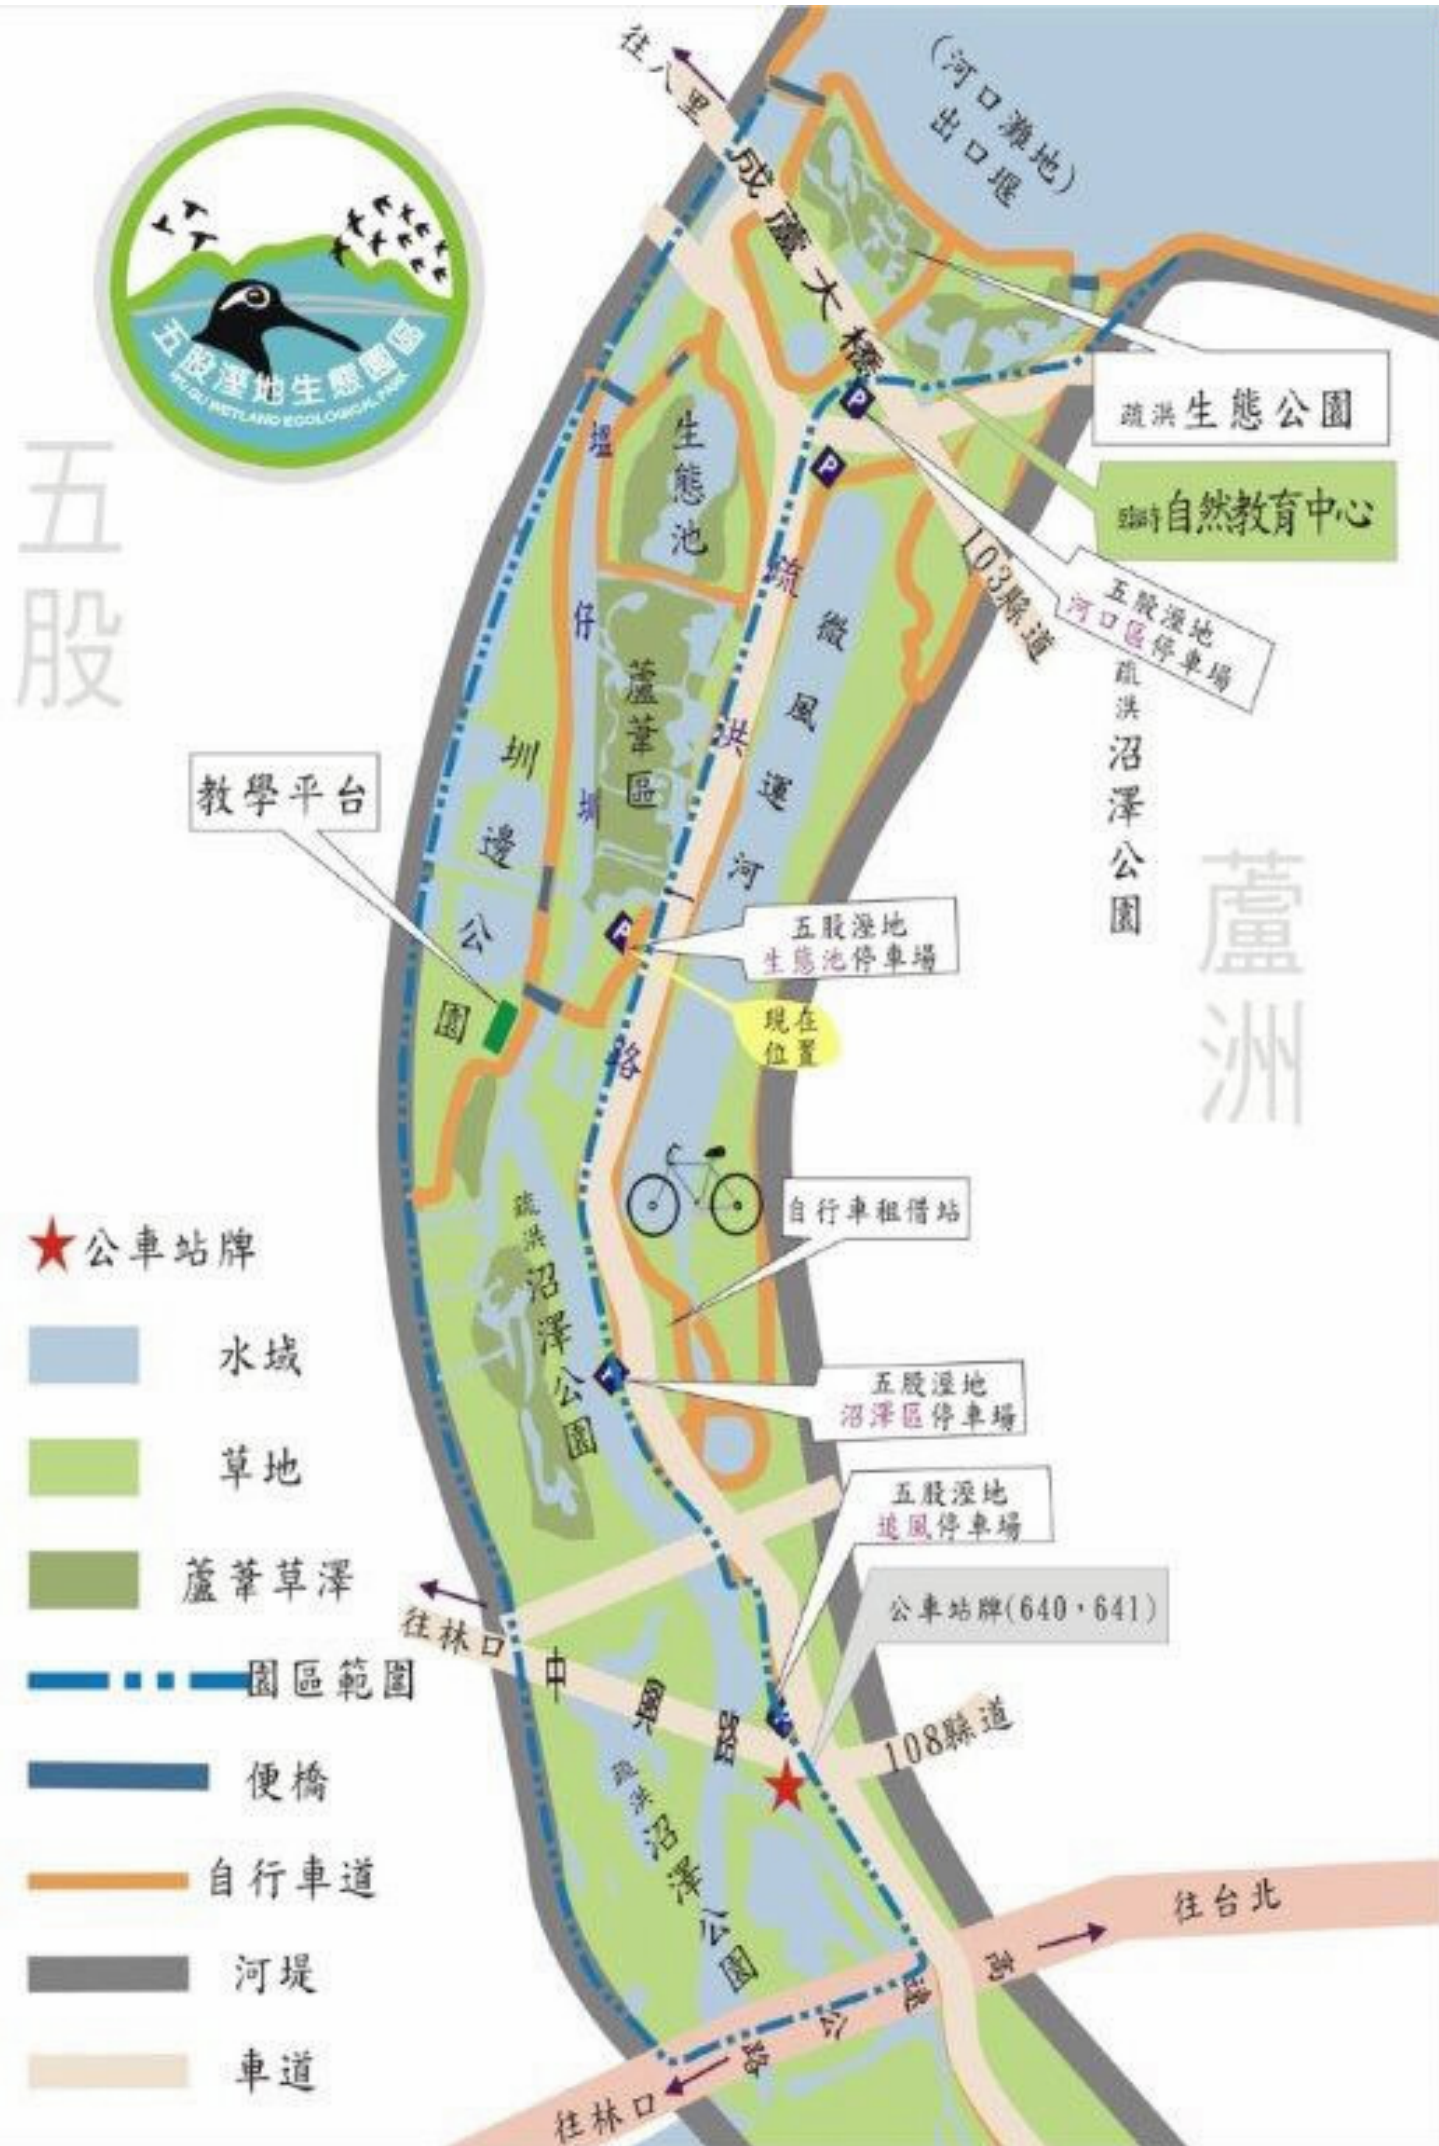 往八里
成蘆大橋
(河口灘地)
出口堰
五股溼地生態園區
WU GU WETLAND ECOLOGICAL PARK
五股
疏洪生態公園
臨時自然教育中心
103縣道
五股溼地
河口區停車場
P
P
生態池
塭仔圳
蘆葦區
疏洪一路
微風運河
疏洪沼澤公園
蘆洲
教學平台
圳邊公園
P
五股溼地
生態池停車場
現在
位置
自行車租借站
疏洪沼澤公園
五股溼地
沼澤區停車場
五股溼地
追風停車場
公車站牌(640，641)
往林口
中興路
108縣道
疏洪沼澤公園
往台北
高速公路
往林口
公車站牌
水域
草地
蘆葦草澤
園區範圍
便橋
自行車道
河堤
車道